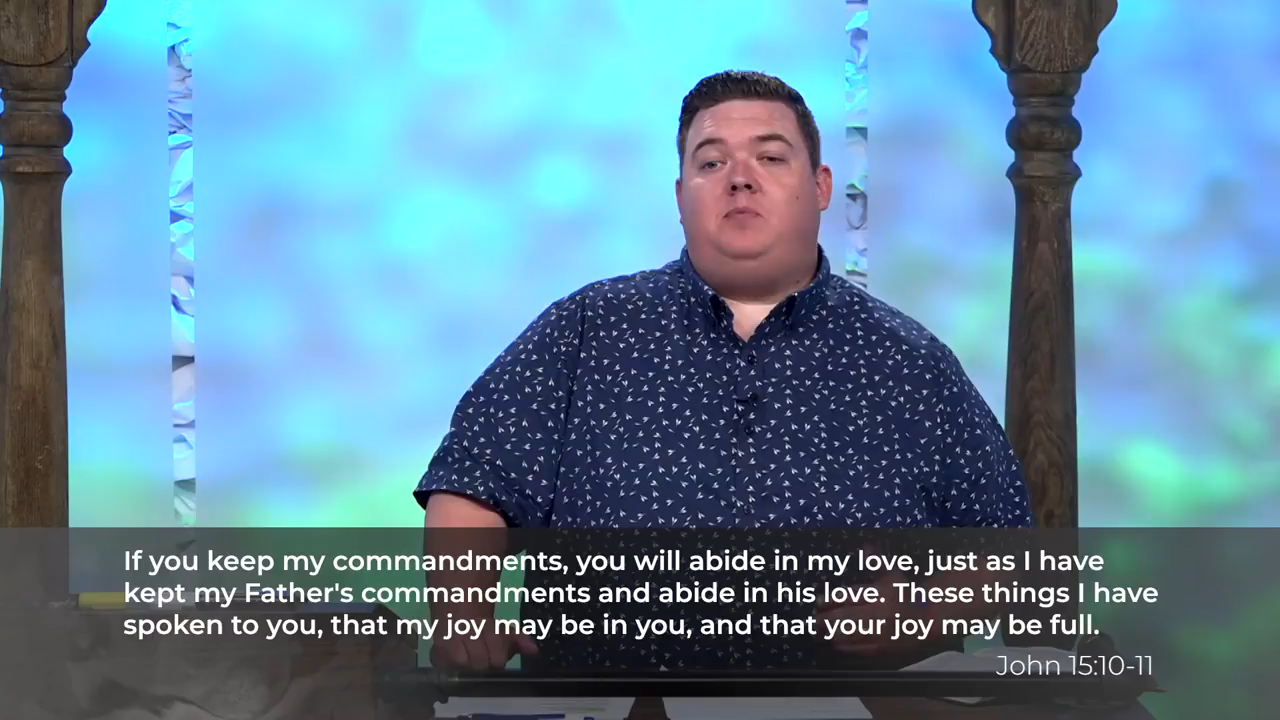 If you keep my commandments, you will abide in my love, just as I have
kept my Father's commandments and abide in his love. These things I have
spoken to you, that my joy may be in you, and that your joy may be full.
John 15:10-11